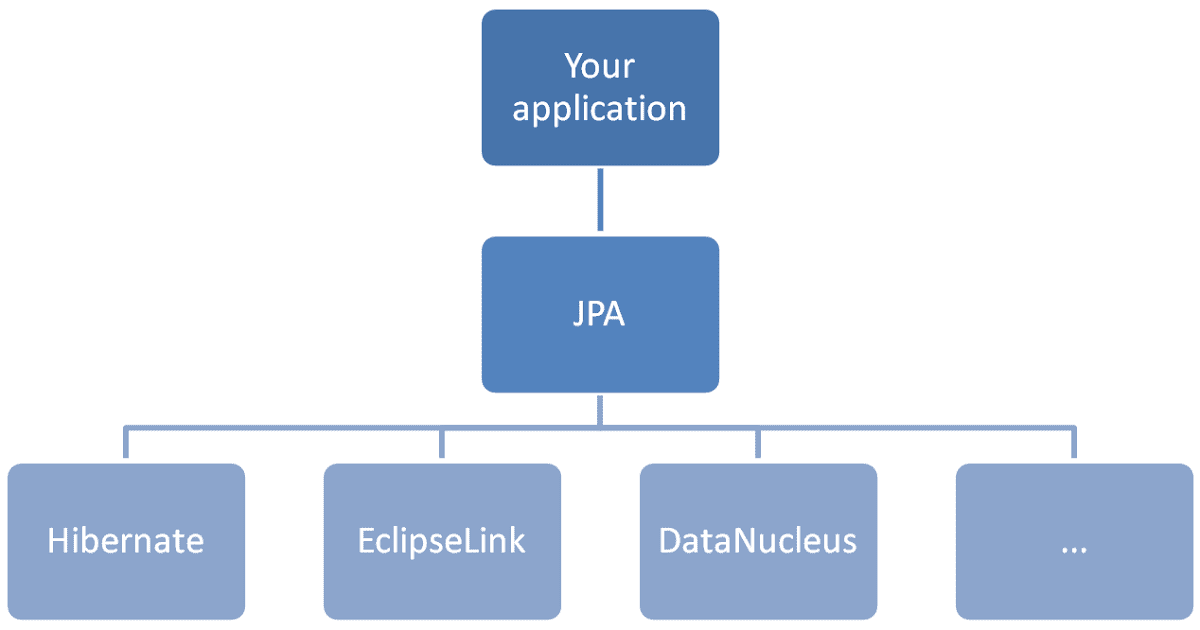 Your
application
JPA
Hibernate
EclipseLink
DataNucleus
...